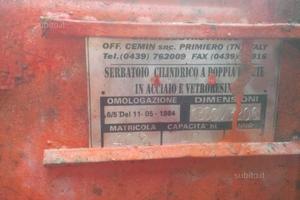 OFF. CEMIN snc. PRIMIERO (TN
Tel.(0439) 762009 FAX (0439)
SERBATOIO CILINDRICO A DOPPIA
IN ACCIAIO E VETRORESINA
OMOLOGAZIONE DIMENSIONI
Del 11-05-1984
MATRICOLA CAPACITA' hl.
subito.it